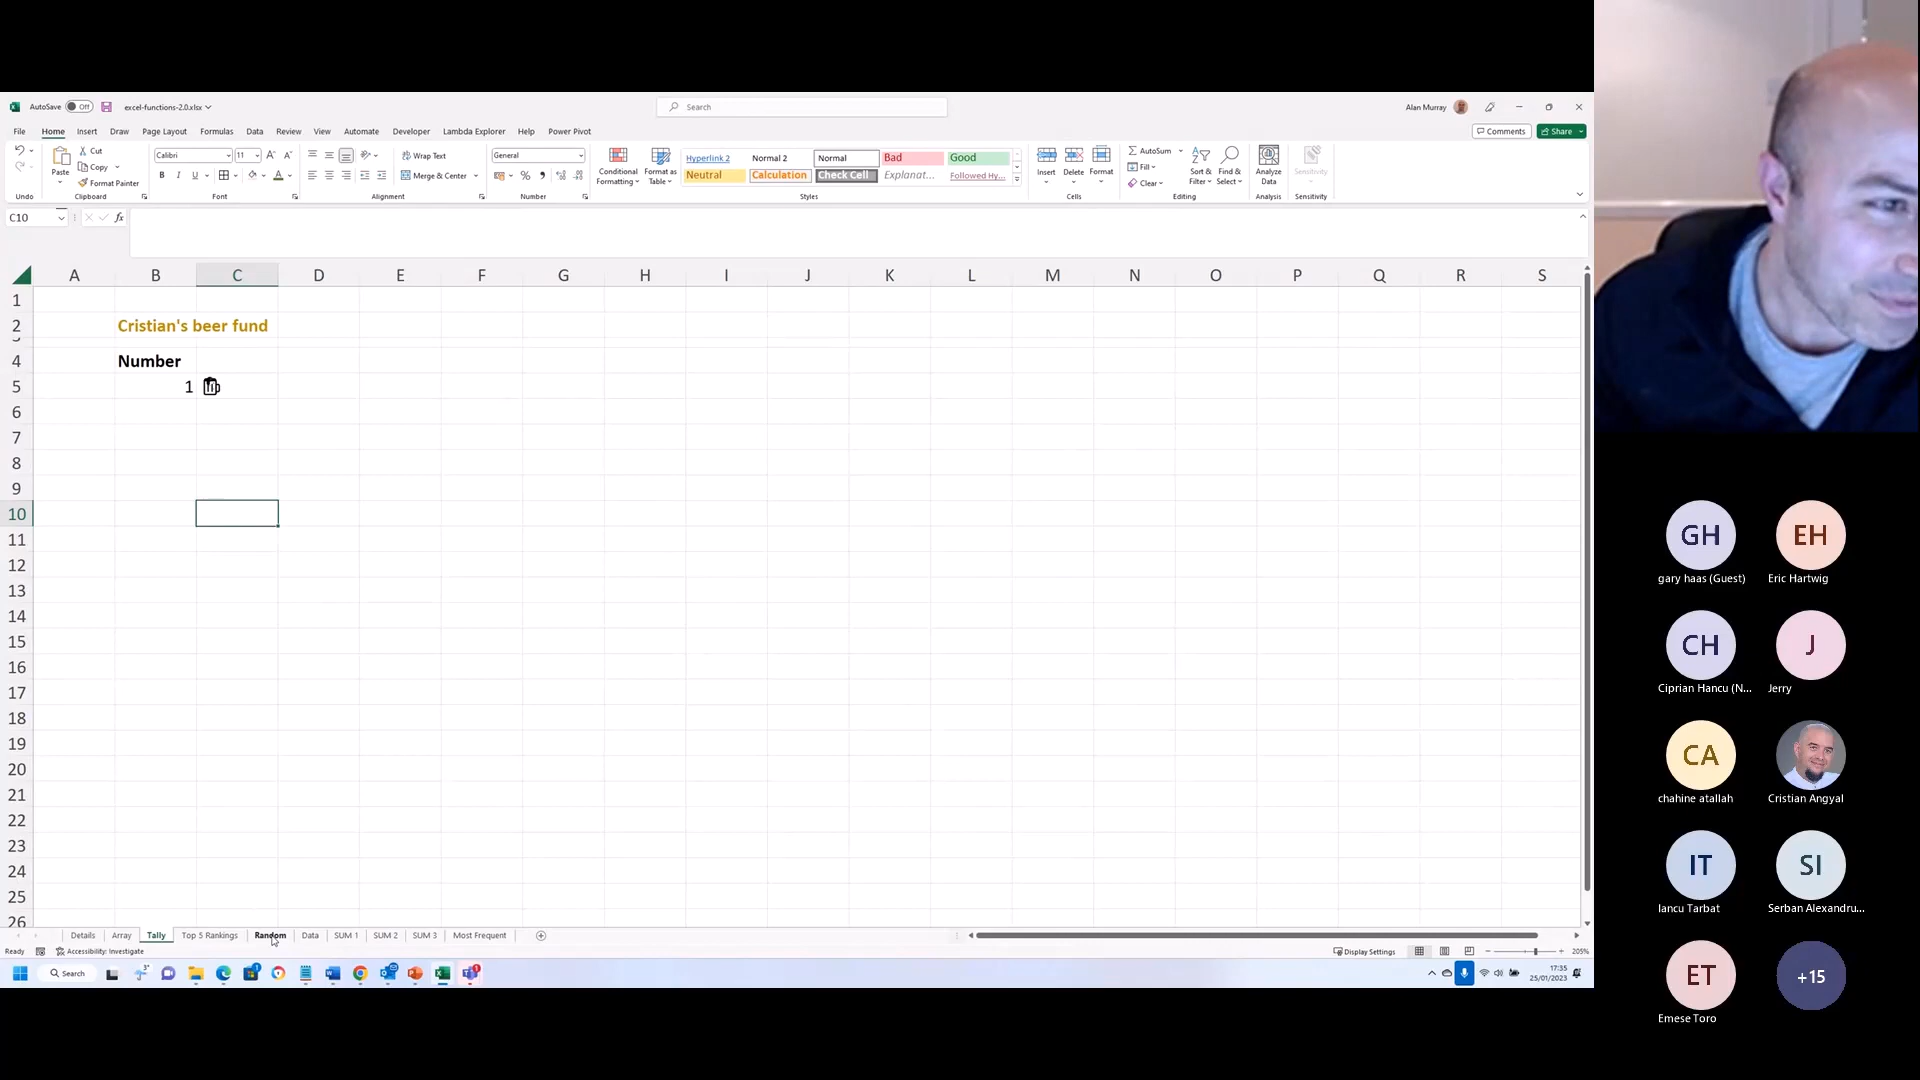 AutoSave Off excel-functions-2.0.xlsx Search Alan Murray
File Home Insert Draw Page Layout Formulas Data Review View Automate Developer Lambda Explorer Help Power Pivot Comments Share
Cut Calibri 11 Wrap Text General Hyperlink 2 Normal 2 Normal Bad Good AutoSum
Paste Copy Conditional Formatting Format as Table Insert Delete Format Fill Sort & Filter Find & Select Analyze Data Sensitivity
Format Painter B I U Merge & Center % Neutral Calculation Check Cell Explanat... Followed Hy... Clear
Undo Clipboard Font Alignment Number Styles Cells Editing Analysis Sensitivity
C10 fx
A B C D E F G H I J K L M N O P Q R S
1
2 Cristian's beer fund
4 Number
5 1
6
7
8
9
10
11
12
13
14
15
16
17
18
19
20
21
22
23
24
25
26
Details Array Tally Top 5 Rankings Random Data SUM 1 SUM 2 SUM 3 Most Frequent
Ready Accessibility: Investigate Display Settings 205%
Search 3° 17:35
25/01/2023
GH EH
gary haas (Guest) Eric Hartwig
CH J
Ciprian Hancu (N... Jerry
CA
chahine atallah Cristian Angyal
IT SI
Iancu Tarbat Serban Alexandru...
ET +15
Emese Toro